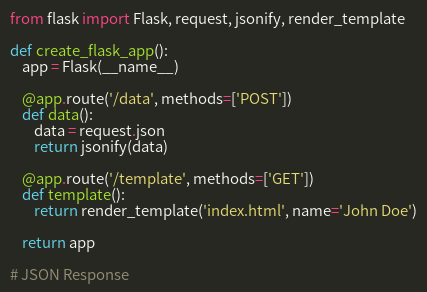 from flask import Flask, request, jsonify, render_template

def create_flask_app():
    app = Flask(__name__)

    @app.route('/data', methods=['POST'])
    def data():
        data = request.json
        return jsonify(data)

    @app.route('/template', methods=['GET'])
    def template():
        return render_template('index.html', name='John Doe')

    return app

# JSON Response